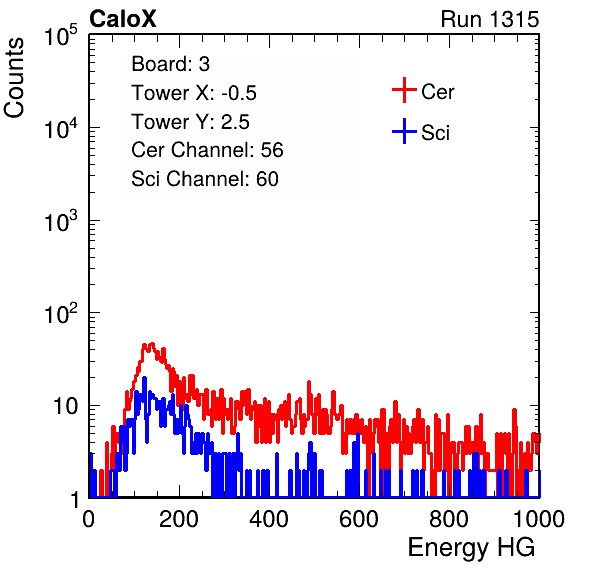 CaloX Run 1315
Counts
10^5
10^4
10^3
10^2
10
1
Board: 3
Tower X: -0.5
Tower Y: 2.5
Cer Channel: 56
Sci Channel: 60
Cer
Sci
0 200 400 600 800 1000
Energy HG